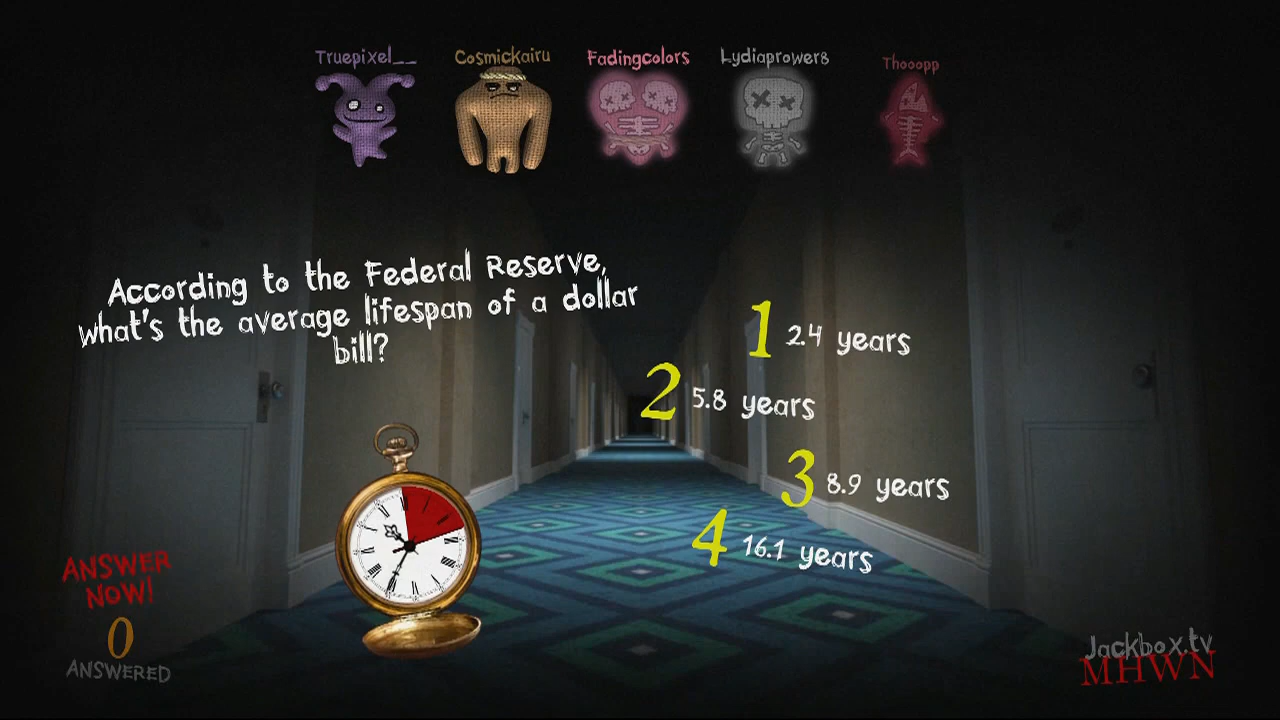 Truepixel__
Cosmickairu
Fadingcolors
Lydiaprower8
Thooopp
According to the Federal Reserve,
what's the average lifespan of a dollar
bill?
1 2.4 years
2 5.8 years
3 8.9 years
4 16.1 years
ANSWER
NOW!
0
ANSWERED
Jackbox.tv
MHWN